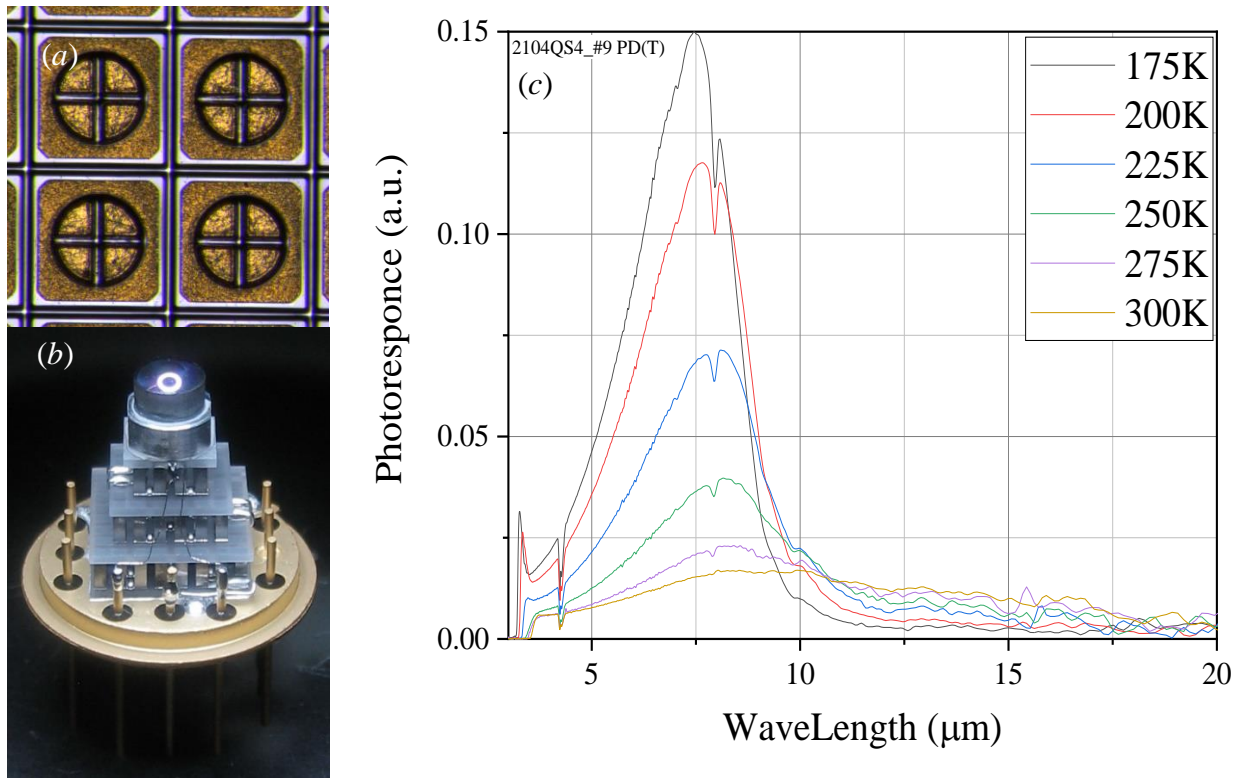 (a)
(b)
2104QS4_#9 PD(T)
(c)
0.15
0.10
0.05
0.00
Photoresponce (a.u.)
5
10
15
20
WaveLength (μm)
175K
200K
225K
250K
275K
300K